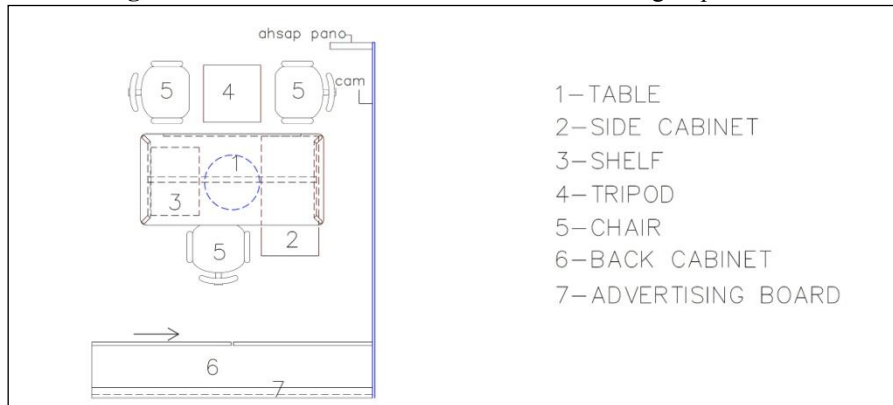 ahsap pano
cam
5
4
5
1
3
5
2
6
7
1-TABLE
2-SIDE CABINET
3-SHELF
4-TRIPOD
5-CHAIR
6-BACK CABINET
7-ADVERTISING BOARD